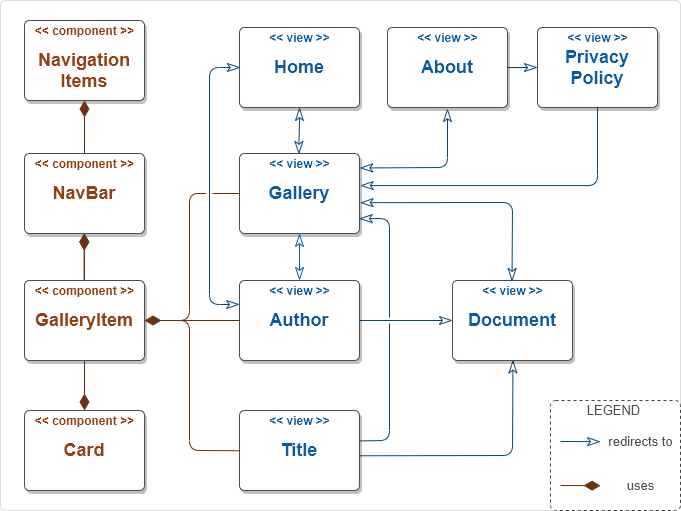 << component >>
Navigation
Items
<< view >>
Home
<< view >>
About
<< view >>
Privacy
Policy
<< component >>
NavBar
<< view >>
Gallery
<< component >>
GalleryItem
<< view >>
Author
<< view >>
Document
<< component >>
Card
<< view >>
Title
LEGEND
redirects to
uses